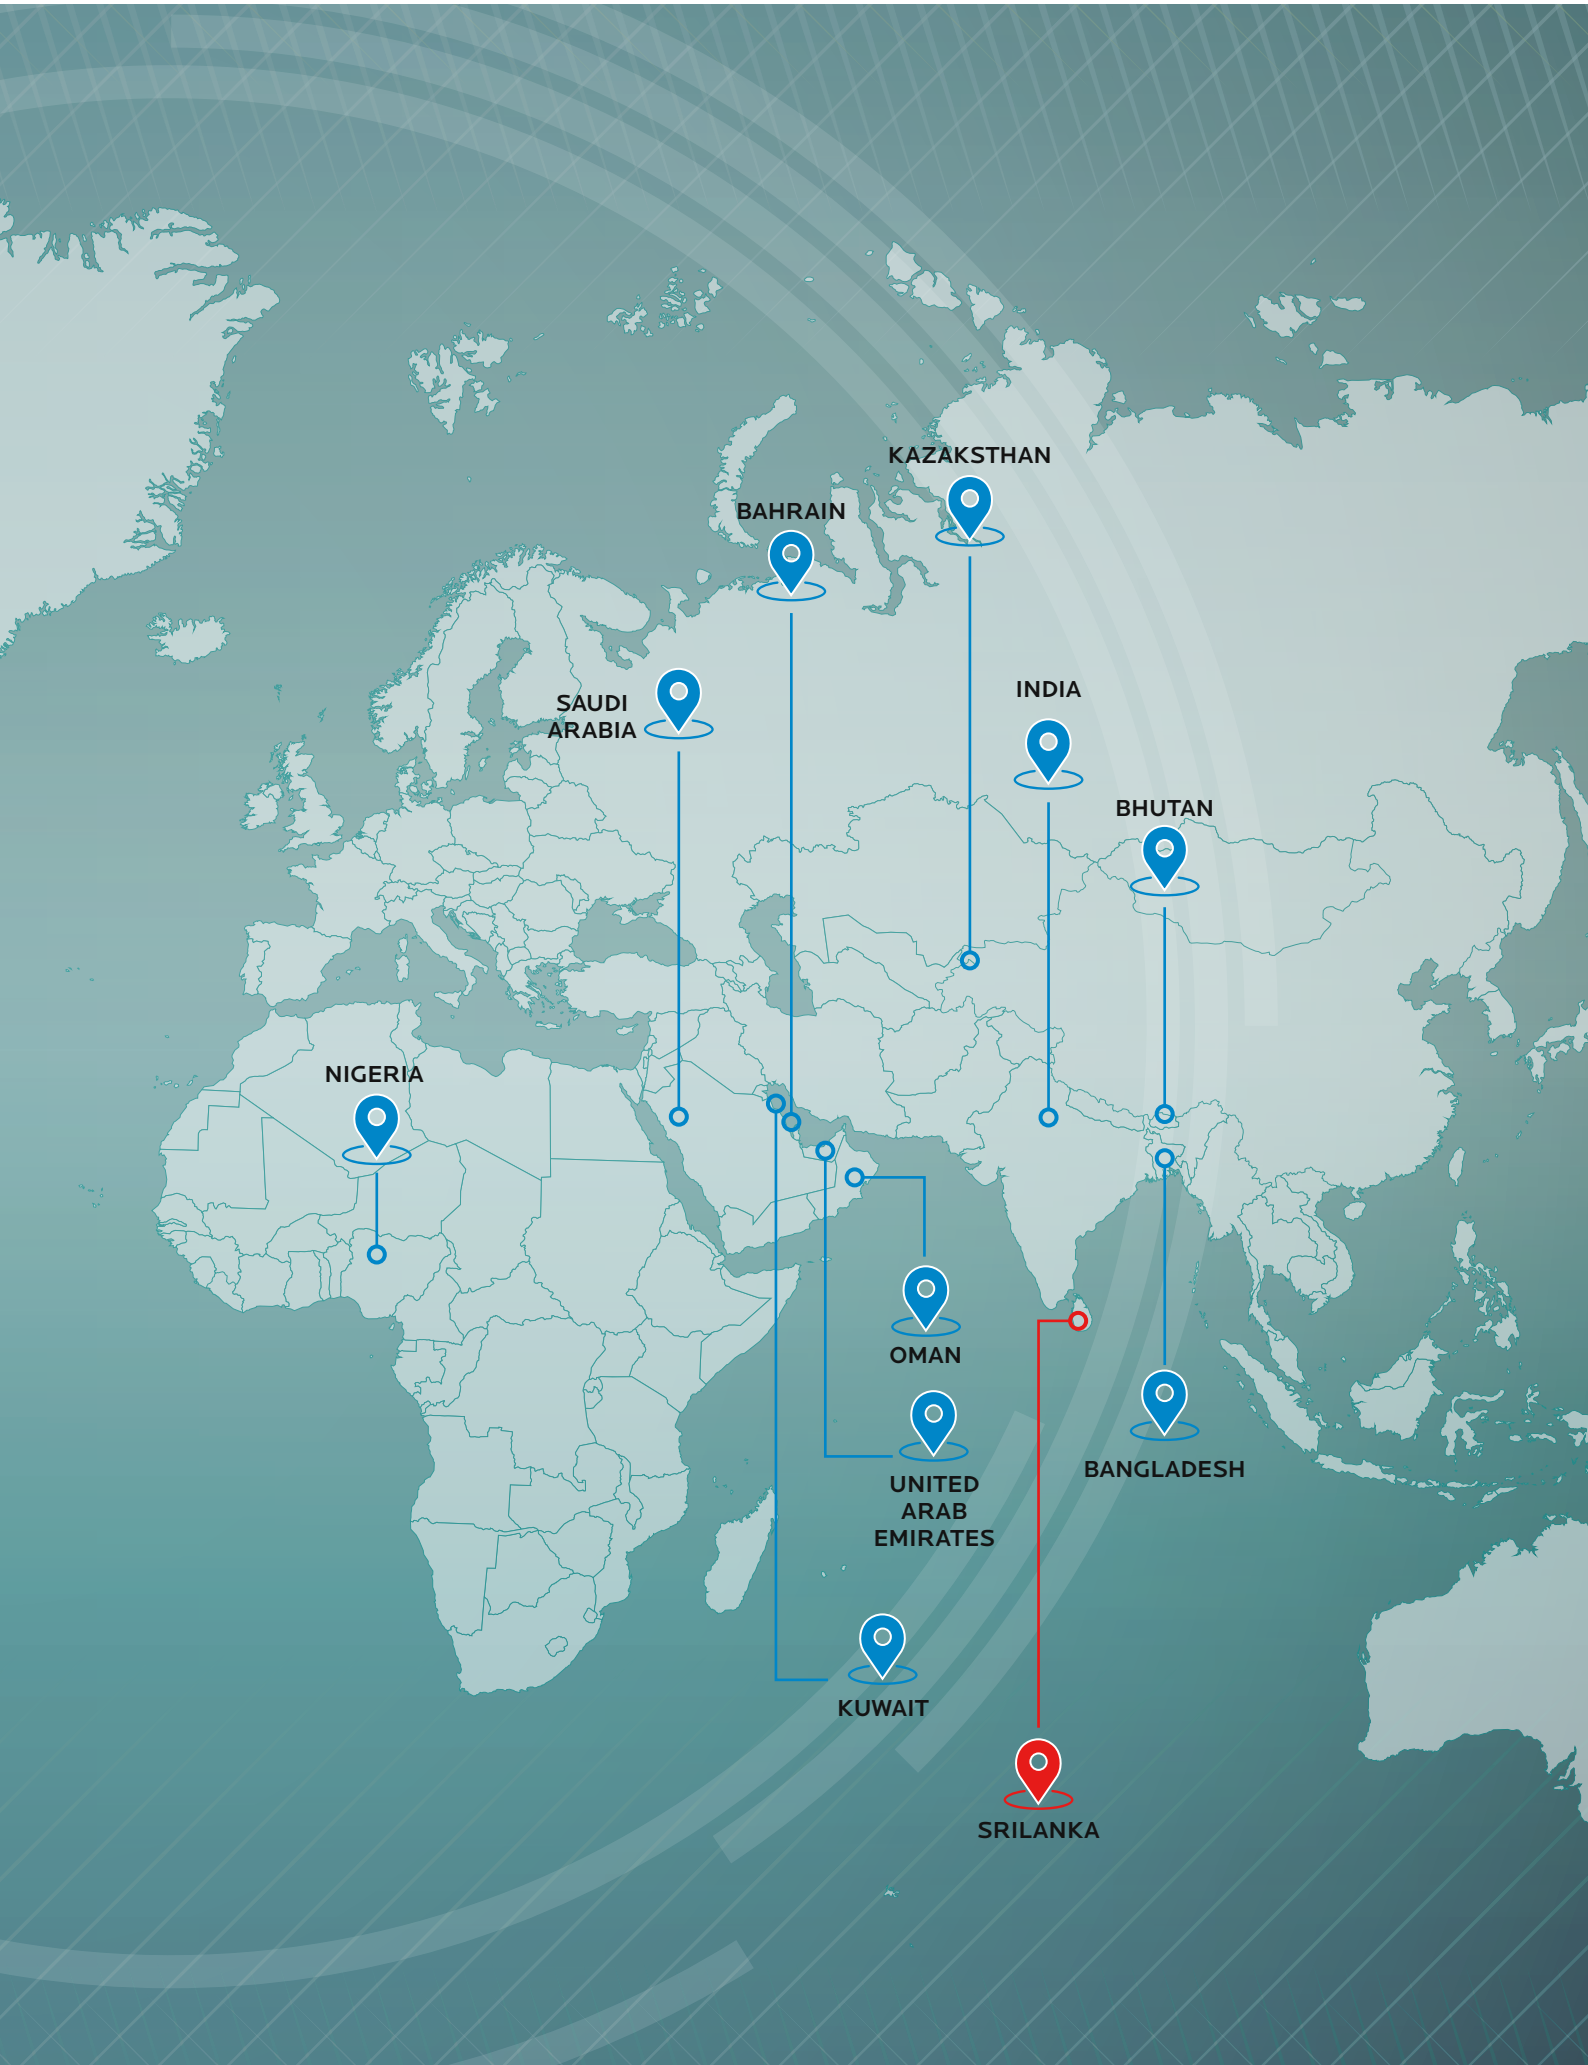 KAZAKSTHAN
BAHRAIN
INDIA
SAUDI
ARABIA
BHUTAN
NIGERIA
OMAN
BANGLADESH
UNITED
ARAB
EMIRATES
KUWAIT
SRILANKA